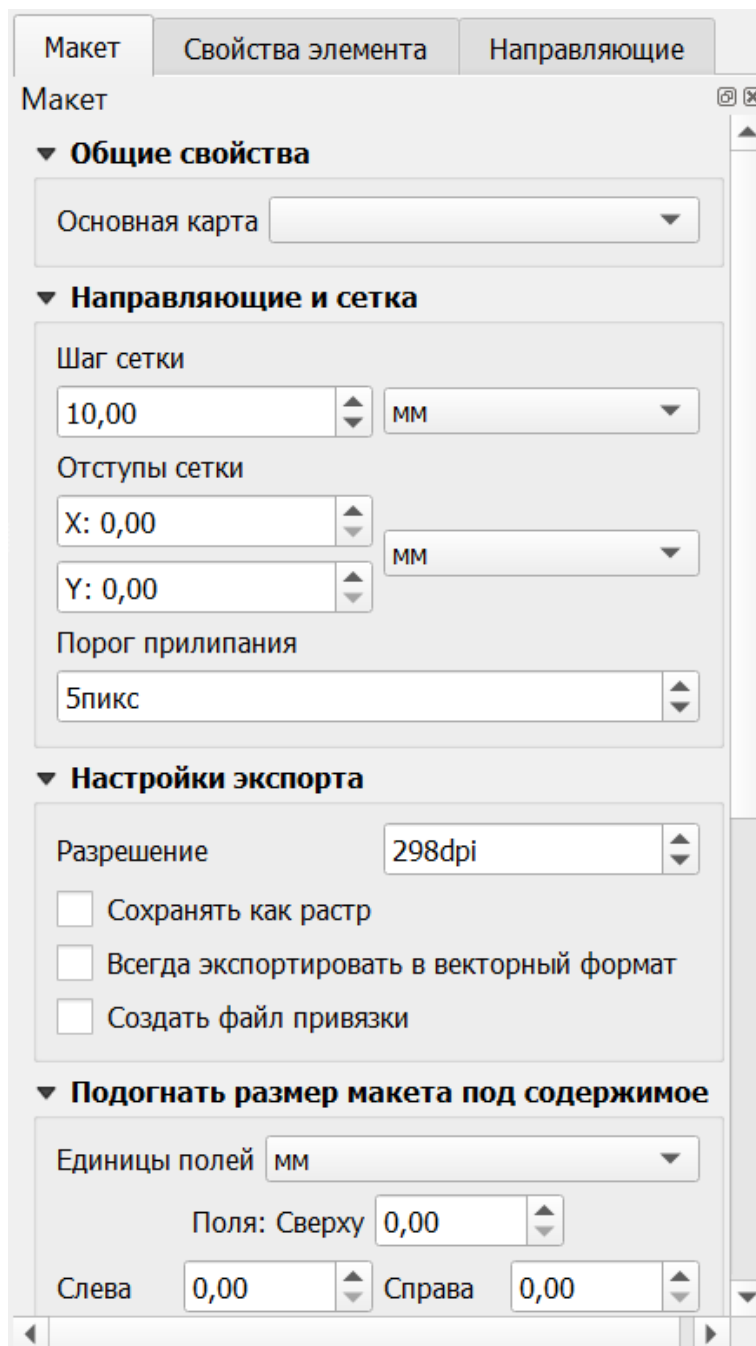 Макет Свойства элемента Направляющие
Макет
Общие свойства
Основная карта
Направляющие и сетка
Шаг сетки
10,00 мм
Отступы сетки
X: 0,00
мм
Y: 0,00
Порог прилипания
5пикс
Настройки экспорта
Разрешение 298dpi
Сохранять как растр
Всегда экспортировать в векторный формат
Создать файл привязки
Подогнать размер макета под содержимое
Единицы полей мм
Поля: Сверху 0,00
Слева 0,00 Справа 0,00